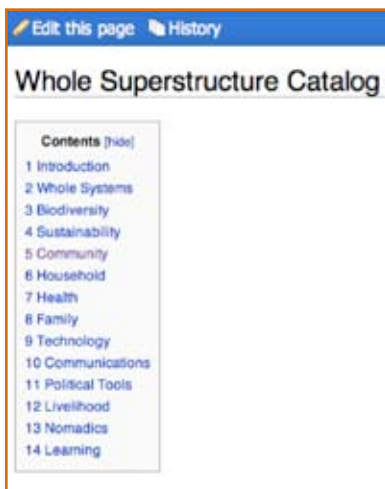 Edit this page History
Whole Superstructure Catalog
Contents [hide]
1 Introduction
2 Whole Systems
3 Biodiversity
4 Sustainability
5 Community
6 Household
7 Health
8 Family
9 Technology
10 Communications
11 Political Tools
12 Livelihood
13 Nomadics
14 Learning